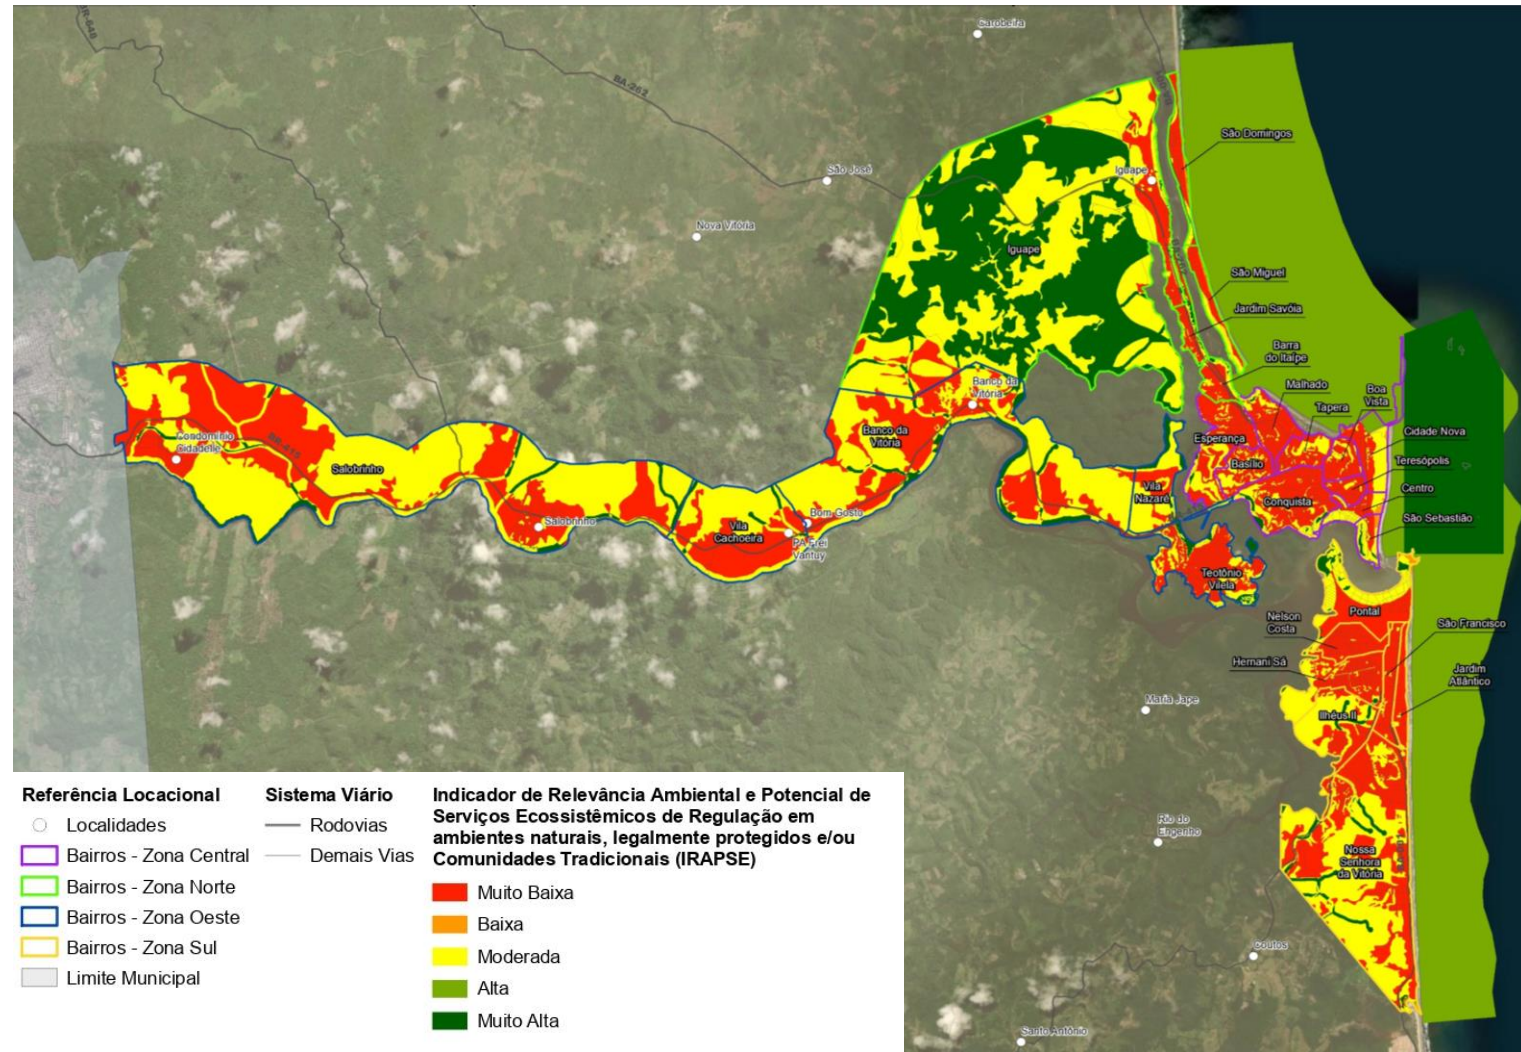 BR-648
BA-262
Carobeira
São José
Nova Vitória
São Domingos
Iguape
Iguape
São Miguel
Jardim Savóia
Barra
do Itaípe
Malhado
Boa
Vista
Tapera
Cidade Nova
Esperança
Teresópolis
Basílio
Centro
Conquista
São Sebastião
Banco da
Vitória
Banco da
Vitória
Condomínio
Cidadelle
BR-415
Salobrinho
Salobrinho
Vila
Cachoeira
Bom Gosto
PA Frei
Vantuy
Vila
Nazaré
Teotônio
Vilela
Pontal
Nelson
Costa
São Francisco
Hernani Sá
Jardim
Atlântico
Maria Jape
Ilhéus II
Rio do
Engenho
Nossa
Senhora
da Vitória
Coutos
Santo Antônio
Referência Locacional
Localidades
Bairros - Zona Central
Bairros - Zona Norte
Bairros - Zona Oeste
Bairros - Zona Sul
Limite Municipal
Sistema Viário
Rodovias
Demais Vias
Indicador de Relevância Ambiental e Potencial de
Serviços Ecossistêmicos de Regulação em
ambientes naturais, legalmente protegidos e/ou
Comunidades Tradicionais (IRAPSE)
Muito Baixa
Baixa
Moderada
Alta
Muito Alta